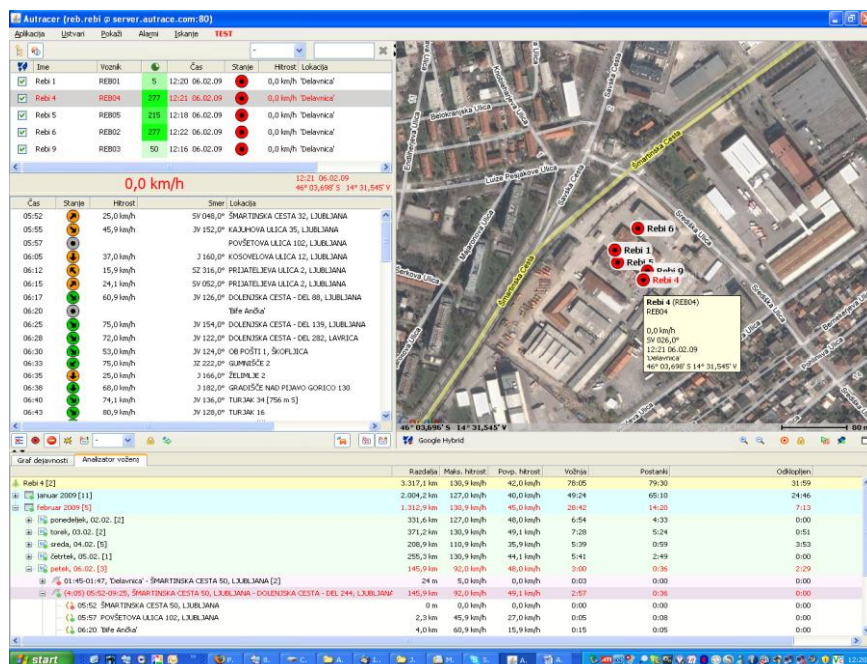 Autracer (reb.rebi @ server.autrace.com:80)
Aplikacija Ustvari Pokaži Alarmi Iskanje TEST
Ime Voznik Čas Stanje Hitrost Lokacija
Rebi 1 REB01 5 12:20 06.02.09 0,0 km/h 'Delavnica'
Rebi 4 REB04 277 12:21 06.02.09 0,0 km/h 'Delavnica'
Rebi 5 REB05 215 12:18 06.02.09 0,0 km/h 'Delavnica'
Rebi 6 REB02 277 12:22 06.02.09 0,0 km/h 'Delavnica'
Rebi 9 REB03 50 12:16 06.02.09 0,0 km/h 'Delavnica'
0,0 km/h
12:21 06.02.09
46° 03,698' S 14° 31,545' V
Čas Stanje Hitrost Smer Lokacija
05:52 25,0 km/h SV 048,0° ŠMARTINSKA CESTA 32, LJUBLJANA
05:55 45,9 km/h JV 152,0° KAJUHOVA ULICA 35, LJUBLJANA
05:57 POVŠETOVA ULICA 102, LJUBLJANA
06:05 37,0 km/h J 160,0° KOSOVELOVA ULICA 12, LJUBLJANA
06:12 15,9 km/h SZ 316,0° PRIJATELJEVA ULICA 2, LJUBLJANA
06:15 24,1 km/h SV 052,0° PRIJATELJEVA ULICA 2, LJUBLJANA
06:17 60,9 km/h JV 126,0° DOLENJSKA CESTA - DEL 88, LJUBLJANA
06:20 'Bife Ančka'
06:25 75,0 km/h JV 154,0° DOLENJSKA CESTA - DEL 139, LJUBLJANA
06:28 72,0 km/h JV 122,0° DOLENJSKA CESTA - DEL 282, LAVRICA
06:30 53,0 km/h JV 124,0° OB POŠTI 1, ŠKOFLJICA
06:33 75,0 km/h JZ 222,0° GUMNIŠČE 2
06:35 25,0 km/h J 166,0° ŽELIMLJE 2
06:38 68,0 km/h J 182,0° GRADIŠČE NAD PIJAVO GORICO 130
06:40 74,1 km/h JV 136,0° TURJAK 34 [756 m S]
06:43 80,9 km/h JV 128,0° TURJAK 16
Belokranjska Ulica
Savska Cesta
Šmartinska Cesta
Luize Pesjakove Ulica
Savska Cesta
Središka Ulica
Šmartinska Cesta
Rebi 6
Rebi 1
Rebi 5
Rebi 9
Rebi 4
Rebi 4 (REB04)
REB04
0,0 km/h
SV 026,0°
12:21 06.02.09
'Delavnica'
46° 03,698' S 14° 31,545' V
46° 03,696' S 14° 31,545' V
Google Hybrid
Graf dejavnosti Analizator voženj
Razdalja Maks. hitrost Povp. hitrost Vožnja Postanki Odklopljen
Rebi 4 [2] 3.317,1 km 130,9 km/h 42,0 km/h 78:05 79:30 31:59
januar 2009 [11] 2.004,2 km 127,0 km/h 40,0 km/h 49:24 65:10 24:46
februar 2009 [5] 1.312,9 km 130,9 km/h 45,0 km/h 28:42 14:20 7:13
ponedeljek, 02.02. [2] 331,6 km 127,0 km/h 48,0 km/h 6:54 4:33 0:00
torek, 03.02. [2] 371,2 km 130,9 km/h 49,1 km/h 7:28 5:24 0:51
sreda, 04.02. [5] 208,9 km 110,9 km/h 35,9 km/h 5:39 0:59 3:53
četrtek, 05.02. [1] 255,3 km 130,9 km/h 44,1 km/h 5:41 2:49 0:00
petek, 06.02. [3] 145,9 km 92,0 km/h 48,0 km/h 3:00 0:36 2:29
01:45-01:47, 'Delavnica' - ŠMARTINSKA CESTA 50, LJUBLJANA [2] 24 m 5,0 km/h 0,0 km/h 0:03 0:00 0:00
(4:05) 05:52-09:25, ŠMARTINSKA CESTA 50, LJUBLJANA - DOLENJSKA CESTA - DEL 244, LJUBLJANA 145,9 km 92,0 km/h 49,1 km/h 2:57 0:36 0:00
05:52 ŠMARTINSKA CESTA 50, LJUBLJANA 0 m 0,0 km/h 0,0 km/h 0:00 0:00 0:00
05:57 POVŠETOVA ULICA 102, LJUBLJANA 2,3 km 45,9 km/h 27,0 km/h 0:05 0:08 0:00
06:20 'Bife Ančka' 4,0 km 60,9 km/h 15,9 km/h 0:15 0:05 0:00
start